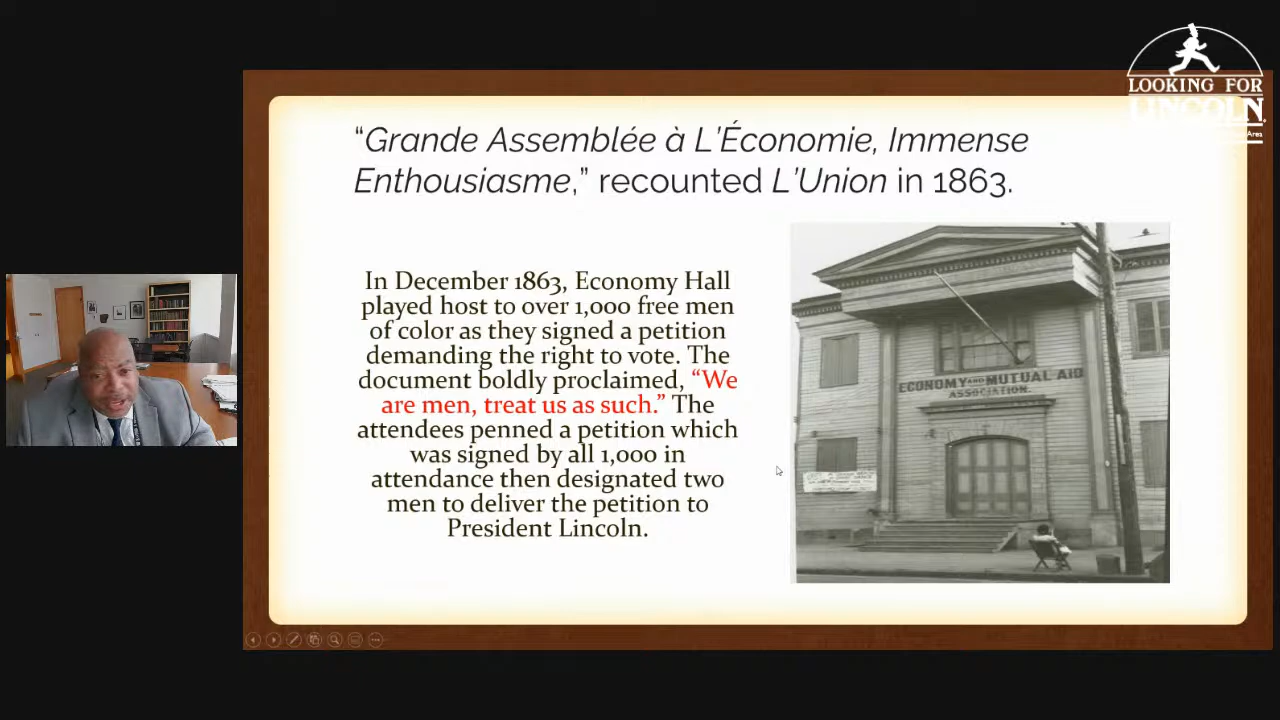 LOOKING FOR
LINCOLN
Area
“Grande Assemblée à L’Économie, Immense
Enthousiasme,” recounted L’Union in 1863.
In December 1863, Economy Hall
played host to over 1,000 free men
of color as they signed a petition
demanding the right to vote. The
document boldly proclaimed, “We
are men, treat us as such.” The
attendees penned a petition which
was signed by all 1,000 in
attendance then designated two
men to deliver the petition to
President Lincoln.
ECONOMY AND MUTUAL AID
ASSOCIATION.